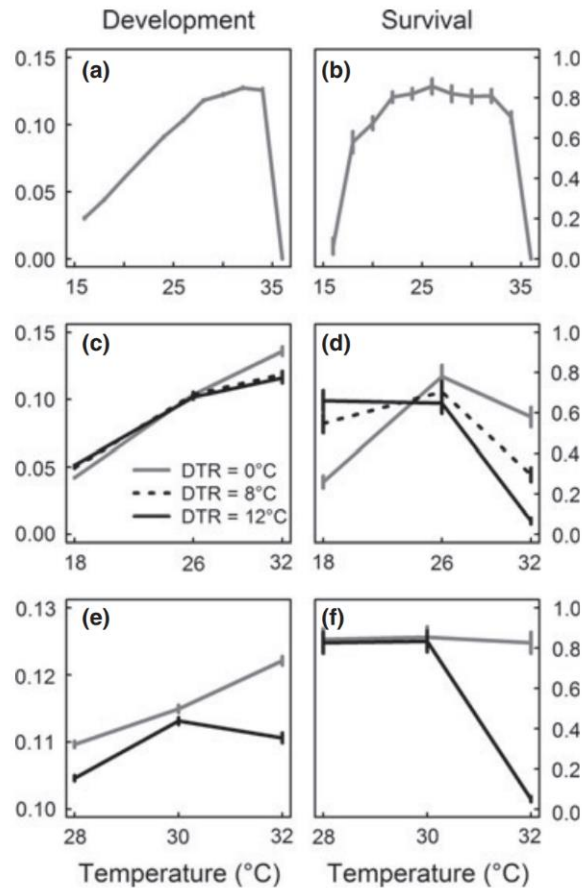 Development Survival
(a) (b)
0.15
0.10
0.05
0.00
1.0
0.8
0.6
0.4
0.2
0
15 25 35 15 25 35
(c) (d)
0.15
0.10
0.05
0.00
DTR = 0°C
DTR = 8°C
DTR = 12°C
1.0
0.8
0.6
0.4
0.2
0.0
18 26 32 18 26 32
(e) (f)
0.13
0.12
0.11
0.10
1.0
0.8
0.6
0.4
0.2
0.0
28 30 32 28 30 32
Temperature (°C) Temperature (°C)